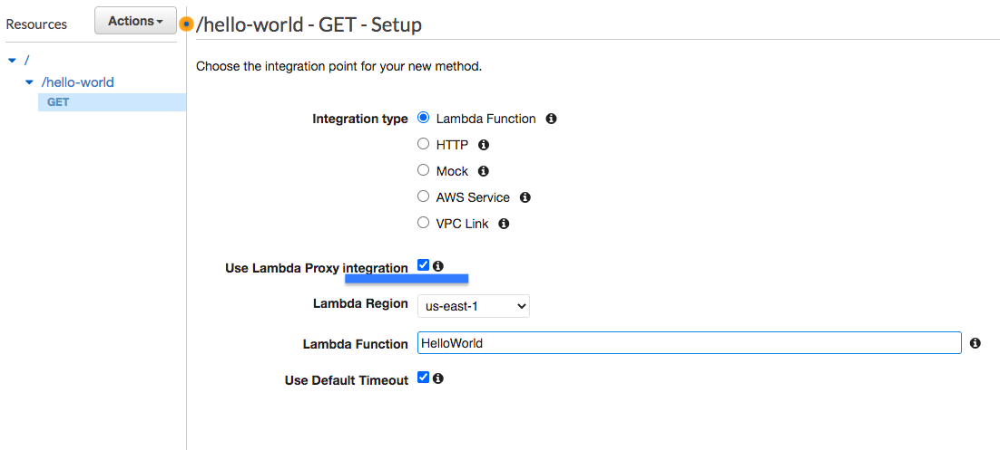 Resources
Actions
/
/hello-world
GET
/hello-world - GET - Setup
Choose the integration point for your new method.
Integration type
Lambda Function
HTTP
Mock
AWS Service
VPC Link
Use Lambda Proxy integration
Lambda Region
us-east-1
Lambda Function
HelloWorld
Use Default Timeout